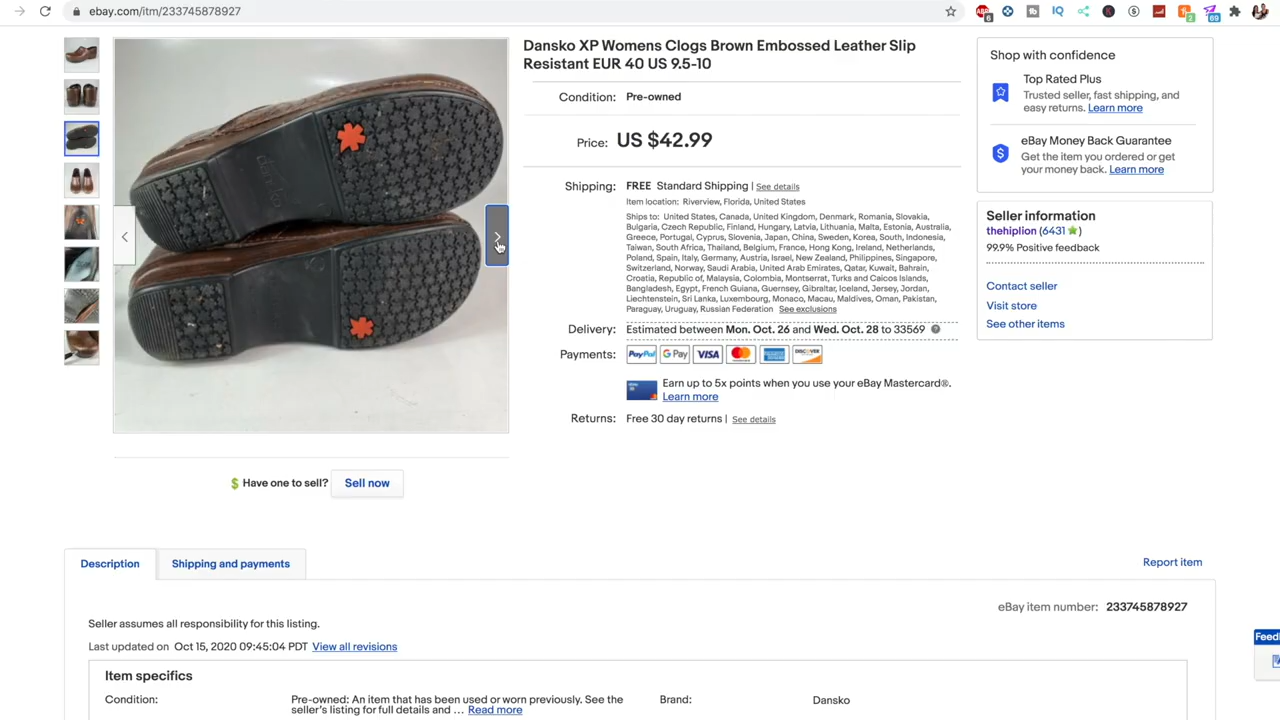 ebay.com/itm/233745878927
ABP
6
IQ
2
69
Dansko XP Womens Clogs Brown Embossed Leather Slip
Resistant EUR 40 US 9.5-10
Condition: Pre-owned
Price: US $42.99
Shipping: FREE Standard Shipping | See details
Item location: Riverview, Florida, United States
Ships to: United States, Canada, United Kingdom, Denmark, Romania, Slovakia,
Bulgaria, Czech Republic, Finland, Hungary, Latvia, Lithuania, Malta, Estonia, Australia,
Greece, Portugal, Cyprus, Slovenia, Japan, China, Sweden, Korea, South, Indonesia,
Taiwan, South Africa, Thailand, Belgium, France, Hong Kong, Ireland, Netherlands,
Poland, Spain, Italy, Germany, Austria, Israel, New Zealand, Philippines, Singapore,
Switzerland, Norway, Saudi Arabia, United Arab Emirates, Qatar, Kuwait, Bahrain,
Croatia, Republic of, Malaysia, Colombia, Montserrat, Turks and Caicos Islands,
Bangladesh, Egypt, French Guiana, Guernsey, Gibraltar, Iceland, Jersey, Jordan,
Liechtenstein, Sri Lanka, Luxembourg, Monaco, Macau, Maldives, Oman, Pakistan,
Paraguay, Uruguay, Russian Federation See exclusions
Delivery: Estimated between Mon. Oct. 26 and Wed. Oct. 28 to 33569
Payments: PayPal G Pay VISA DISCOVER
Earn up to 5x points when you use your eBay Mastercard®.
Learn more
Returns: Free 30 day returns | See details
Shop with confidence
Top Rated Plus
Trusted seller, fast shipping, and
easy returns. Learn more
eBay Money Back Guarantee
Get the item you ordered or get
your money back. Learn more
Seller information
thehiplion (6431)
99.9% Positive feedback
Contact seller
Visit store
See other items
dansko
$ Have one to sell? Sell now
Description
Shipping and payments
Report item
eBay item number: 233745878927
Seller assumes all responsibility for this listing.
Last updated on Oct 15, 2020 09:45:04 PDT View all revisions
Item specifics
Condition: Pre-owned: An item that has been used or worn previously. See the
seller's listing for full details and ... Read more
Brand: Dansko